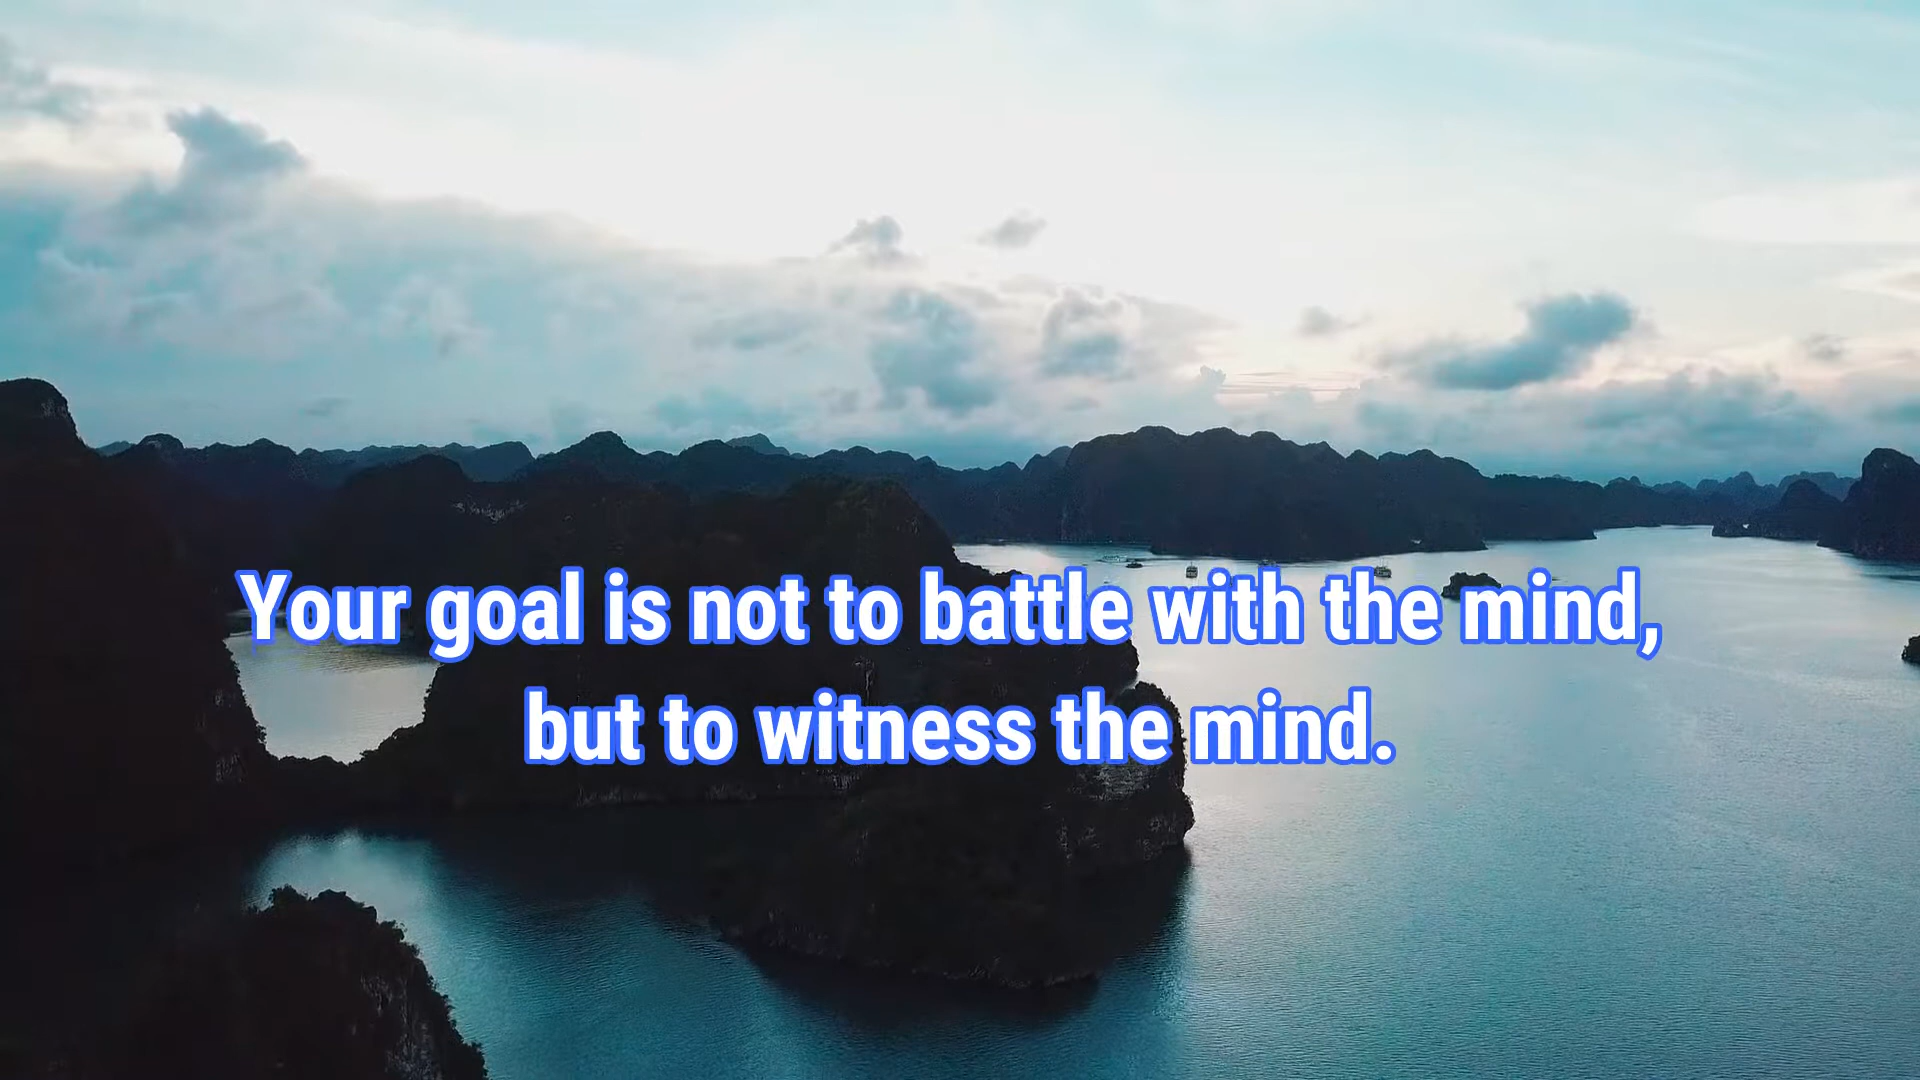 Your goal is not to battle with the mind,
but to witness the mind.